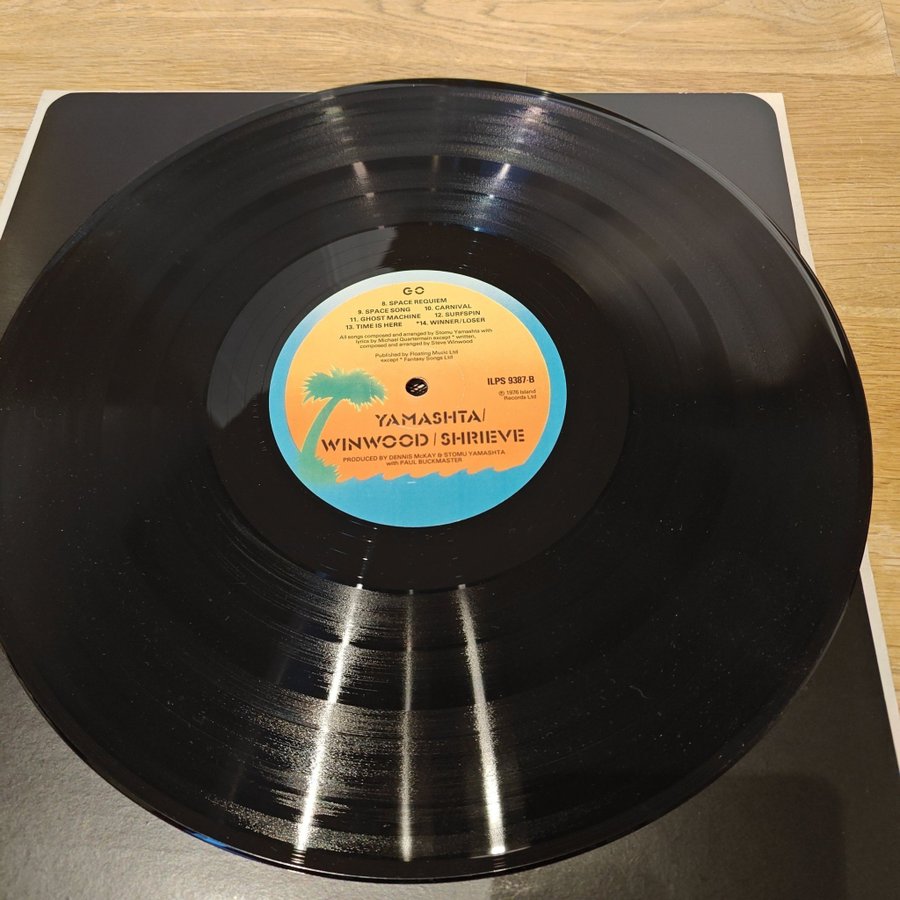 GO
8. SPACE REQUIEM
9. SPACE SONG 10. CARNIVAL
11. GHOST MACHINE 12. SURFSPIN
13. TIME IS HERE *14. WINNER/LOSER
All songs composed and arranged by Stomu Yamashta with
lyrics by Michael Quartermain except * written,
composed and arranged by Steve Winwood
Published by Floating Music Ltd
except * Fantasy Songs Ltd
ILPS 9387-B
℗ 1976 Island
Records Ltd
YAMASHTA/
WINWOOD/SHRIEVE
PRODUCED BY DENNIS McKAY & STOMU YAMASHTA
with PAUL BUCKMASTER